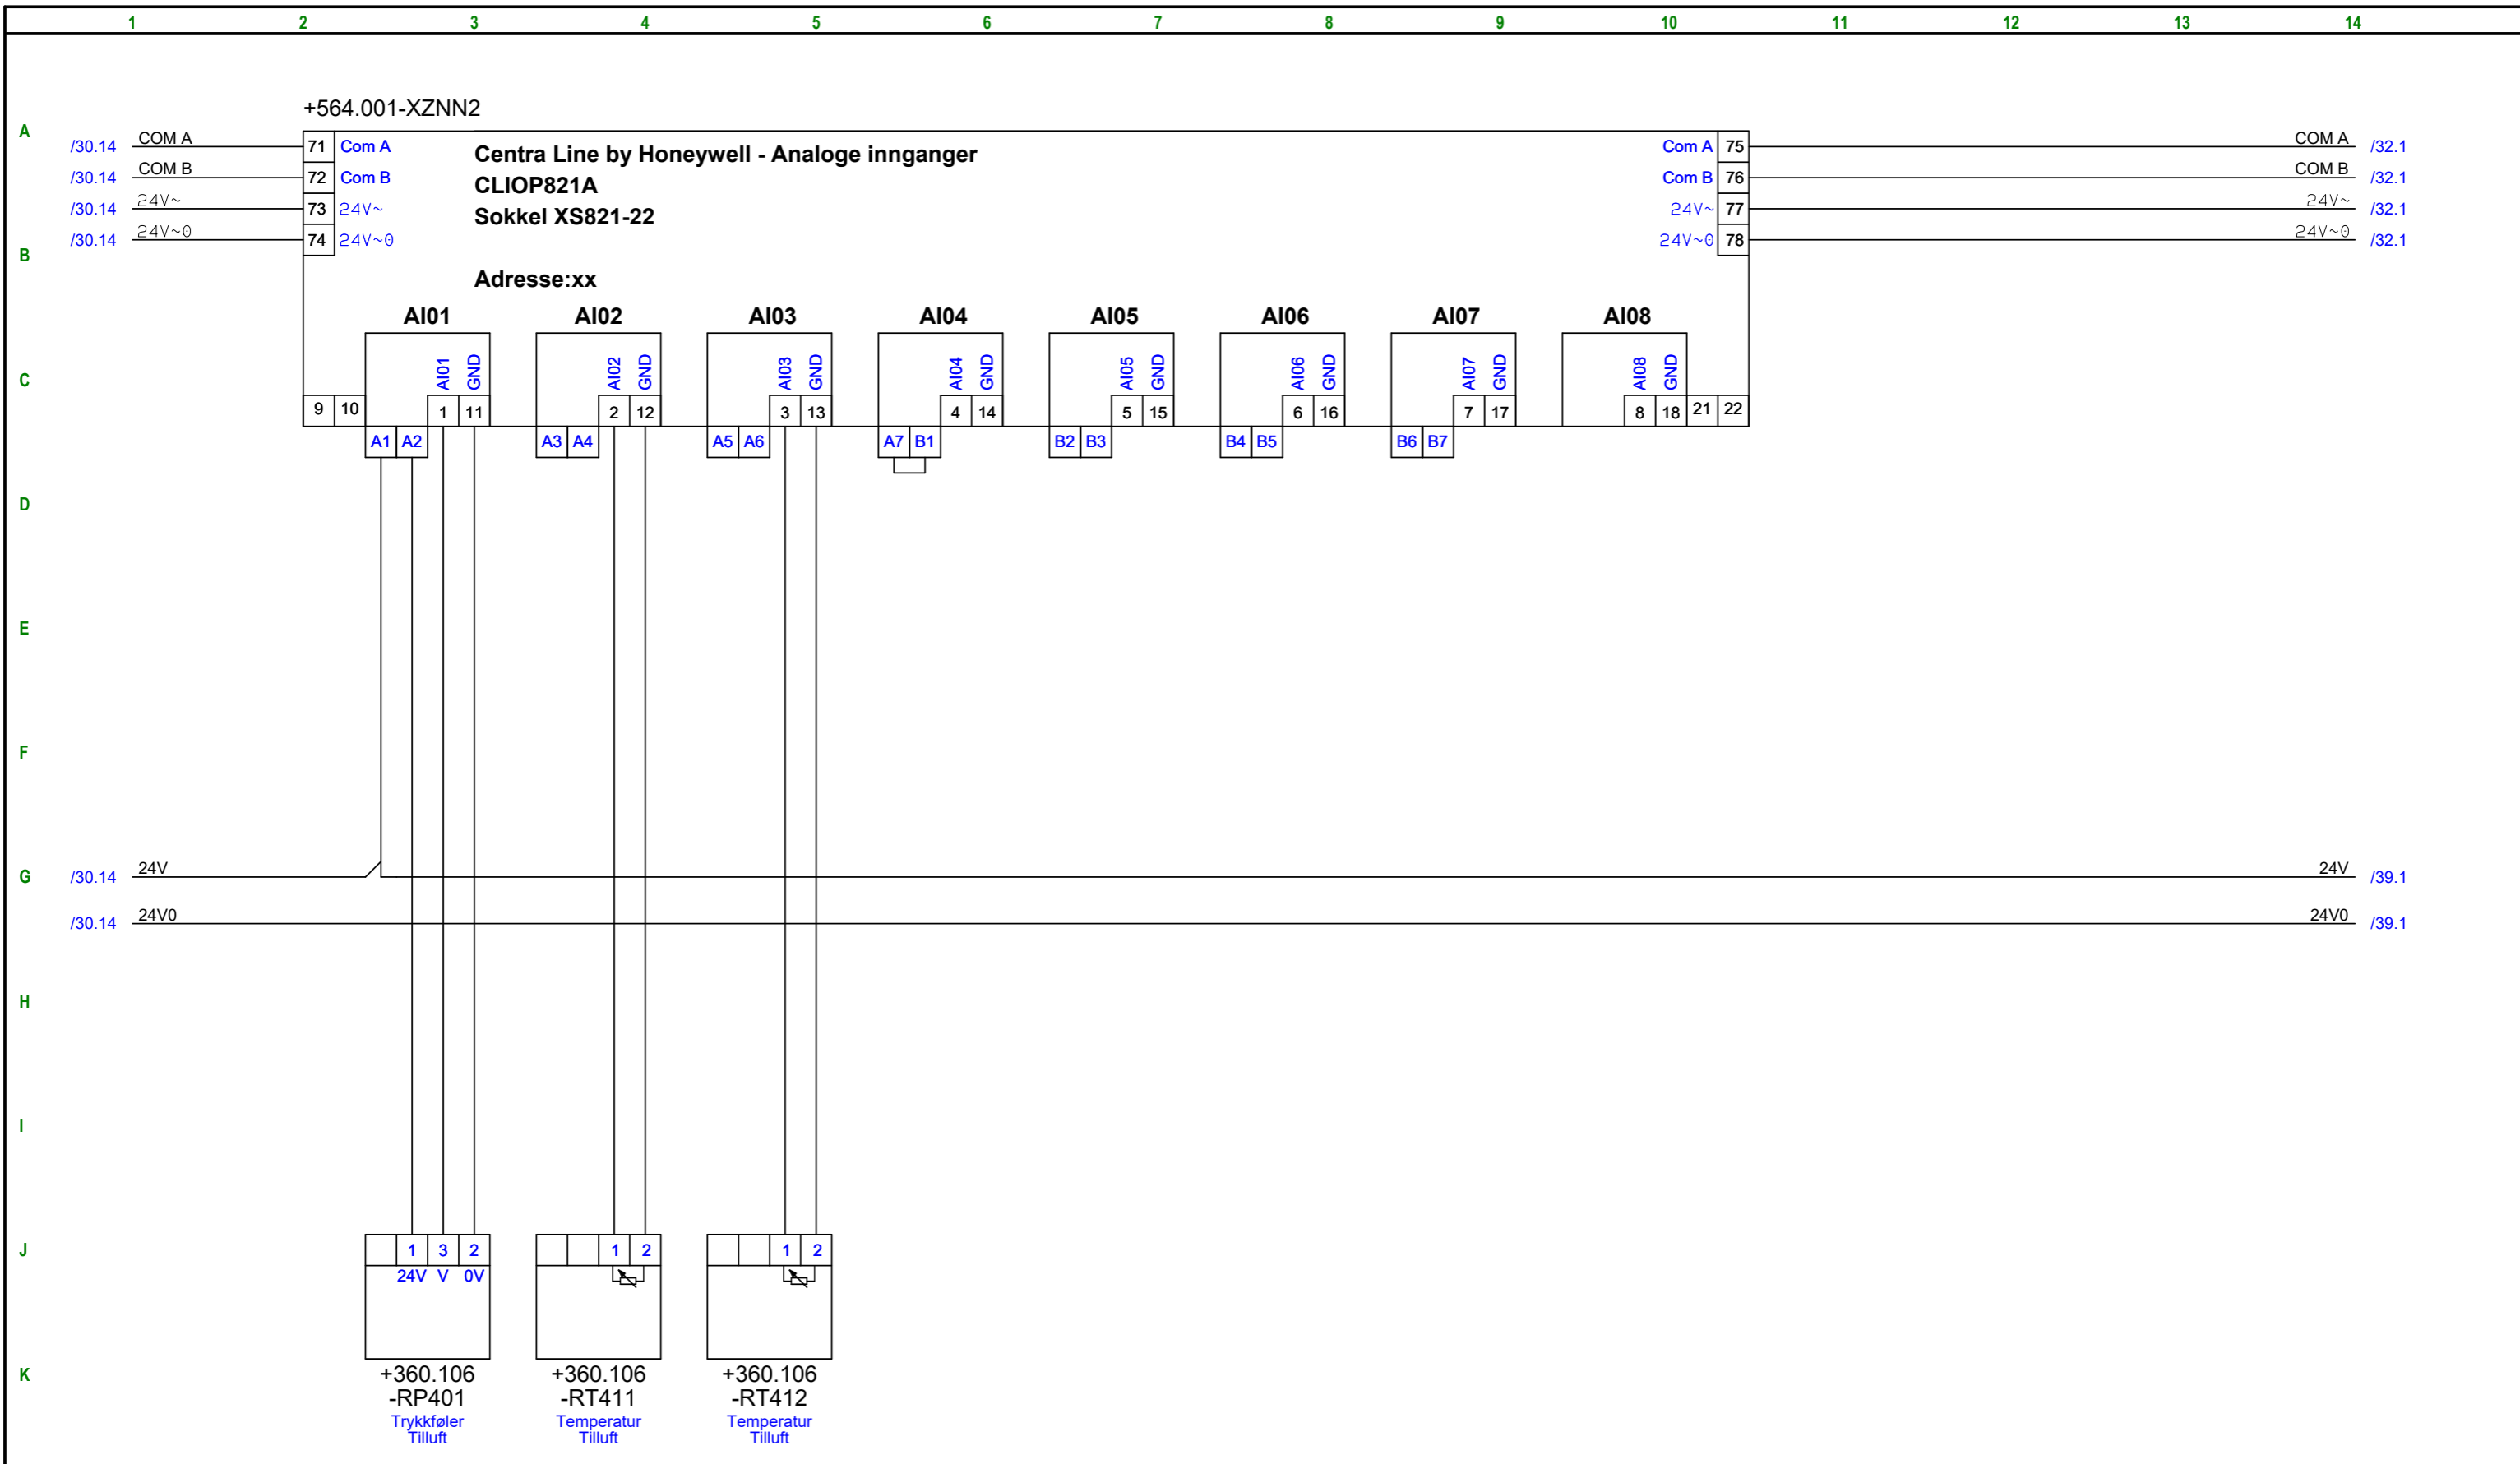 1 2 3 4 5 6 7 8 9 10 11 12 13 14
+564.001-XZNN2
A
/30.14 COM A 71 Com A
Centra Line by Honeywell - Analoge innganger
Com A 75 COM A /32.1
/30.14 COM B 72 Com B
CLIOP821A
Com B 76 COM B /32.1
/30.14 24V~ 73 24V~
Sokkel XS821-22
24V~ 77 24V~ /32.1
/30.14 24V~0 74 24V~0
24V~0 78 24V~0 /32.1
B
Adresse:xx
AI01 AI02 AI03 AI04 AI05 AI06 AI07 AI08
C
AI01 GND AI02 GND AI03 GND AI04 GND AI05 GND AI06 GND AI07 GND AI08 GND
9 10 1 11 2 12 3 13 4 14 5 15 6 16 7 17 8 18 21 22
A1 A2 A3 A4 A5 A6 A7 B1 B2 B3 B4 B5 B6 B7
D
E
F
G
/30.14 24V 24V /39.1
/30.14 24V0 24V0 /39.1
H
I
J
1 3 2 1 2 1 2
24V V 0V
K
+360.106 +360.106 +360.106
-RP401 -RT411 -RT412
Trykkføler Temperatur Temperatur
Tilluft Tilluft Tilluft